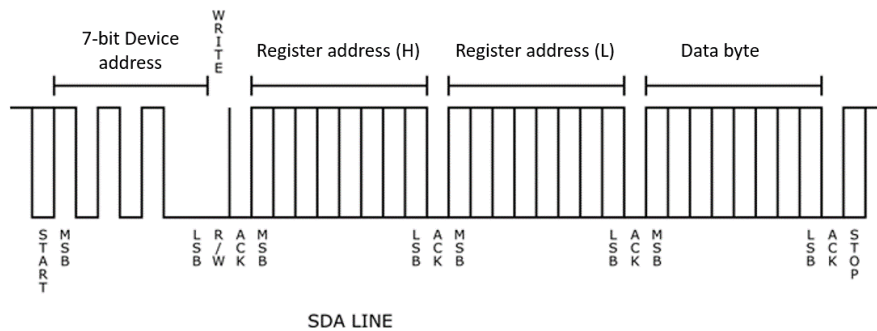 WRITE
7-bit Device
address
Register address (H)
Register address (L)
Data byte
START
MSB
LSB
R/W
ACK
MSB
LSB
ACK
MSB
LSB
ACK
MSB
LSB
ACK
STOP
SDA LINE